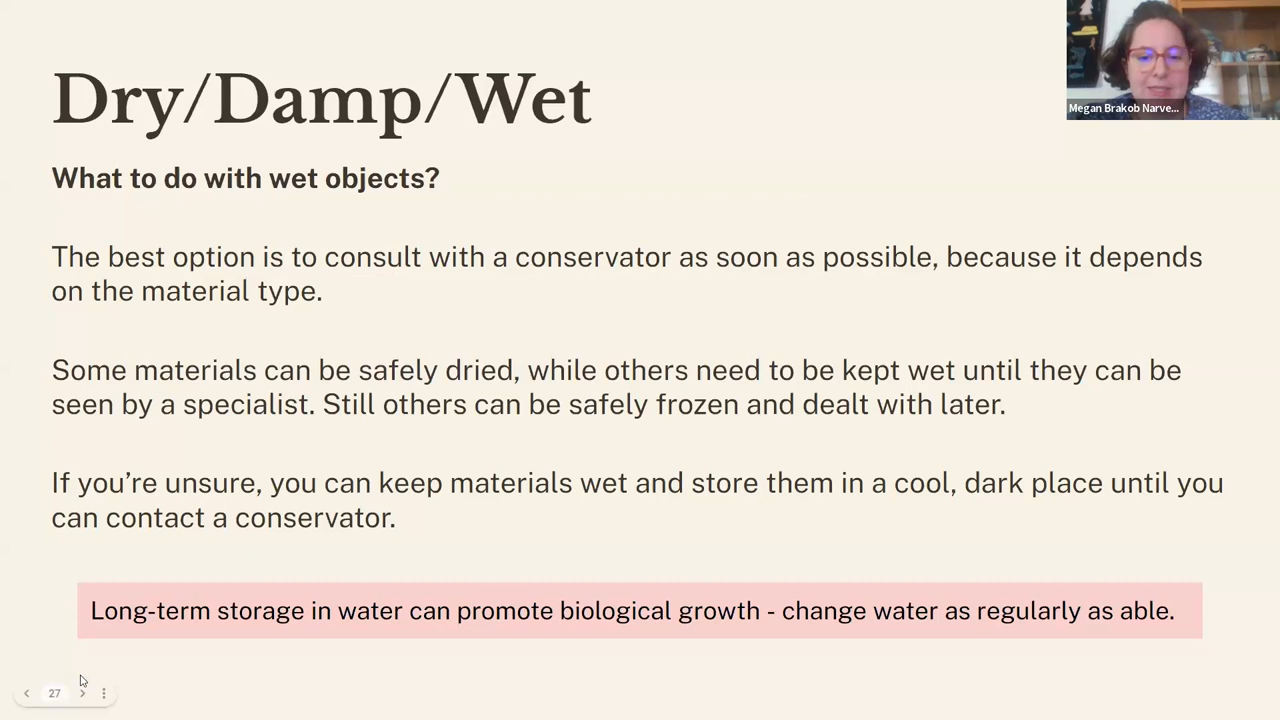 Dry/Damp/Wet
Megan Brakob Narve...
What to do with wet objects?
The best option is to consult with a conservator as soon as possible, because it depends
on the material type.
Some materials can be safely dried, while others need to be kept wet until they can be
seen by a specialist. Still others can be safely frozen and dealt with later.
If you’re unsure, you can keep materials wet and store them in a cool, dark place until you
can contact a conservator.
Long-term storage in water can promote biological growth - change water as regularly as able.
27